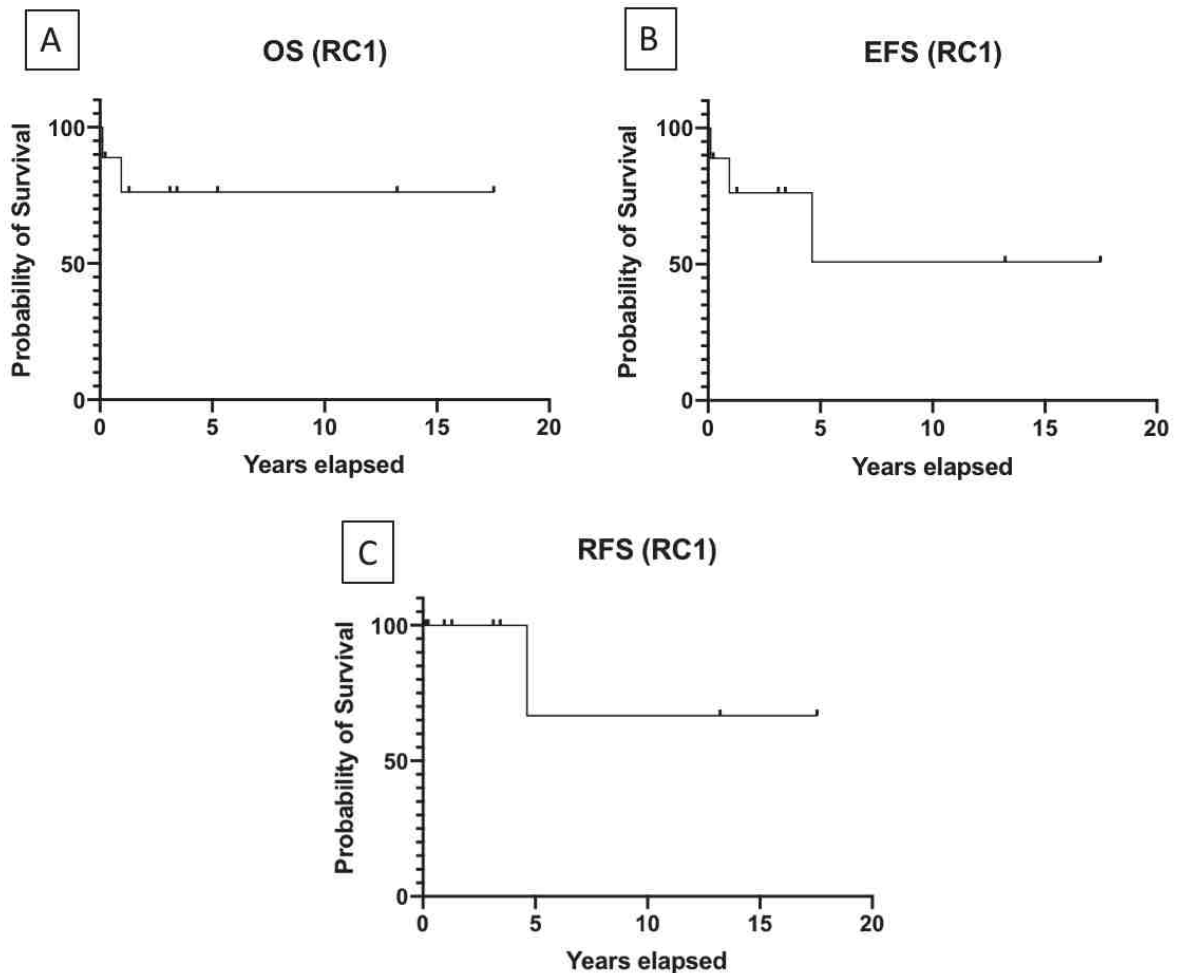 A
OS (RC1)
Probability of Survival
100
50
0
0 5 10 15 20
Years elapsed
B
EFS (RC1)
Probability of Survival
100
50
0
0 5 10 15 20
Years elapsed
C
RFS (RC1)
Probability of Survival
100
50
0
0 5 10 15 20
Years elapsed